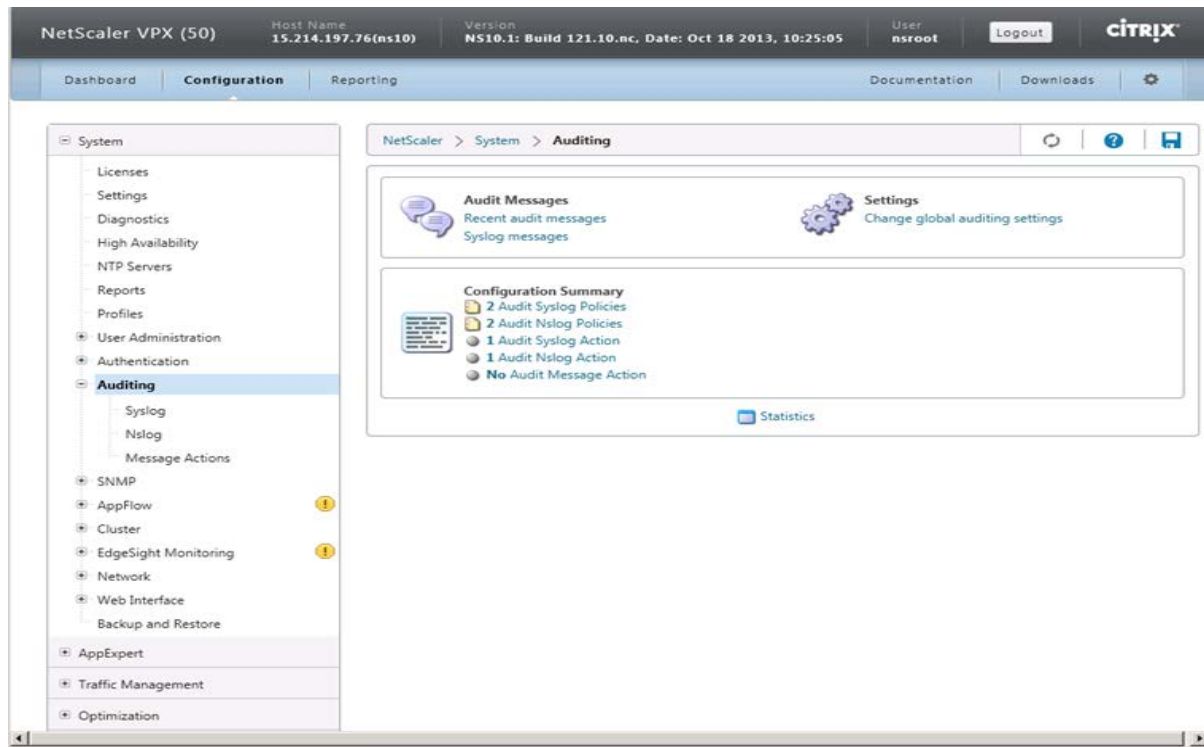 NetScaler VPX (50)
Host Name
15.214.197.76(ns10)
Version
NS10.1: Build 121.10.nc, Date: Oct 18 2013, 10:25:05
User
nsroot
Logout
CİTRIX
Dashboard
Configuration
Reporting
Documentation
Downloads
System
Licenses
Settings
Diagnostics
High Availability
NTP Servers
Reports
Profiles
User Administration
Authentication
Auditing
Syslog
Nslog
Message Actions
SNMP
AppFlow
Cluster
EdgeSight Monitoring
Network
Web Interface
Backup and Restore
AppExpert
Traffic Management
Optimization
NetScaler > System > Auditing
Audit Messages
Recent audit messages
Syslog messages
Settings
Change global auditing settings
Configuration Summary
2 Audit Syslog Policies
2 Audit Nslog Policies
1 Audit Syslog Action
1 Audit Nslog Action
No Audit Message Action
Statistics